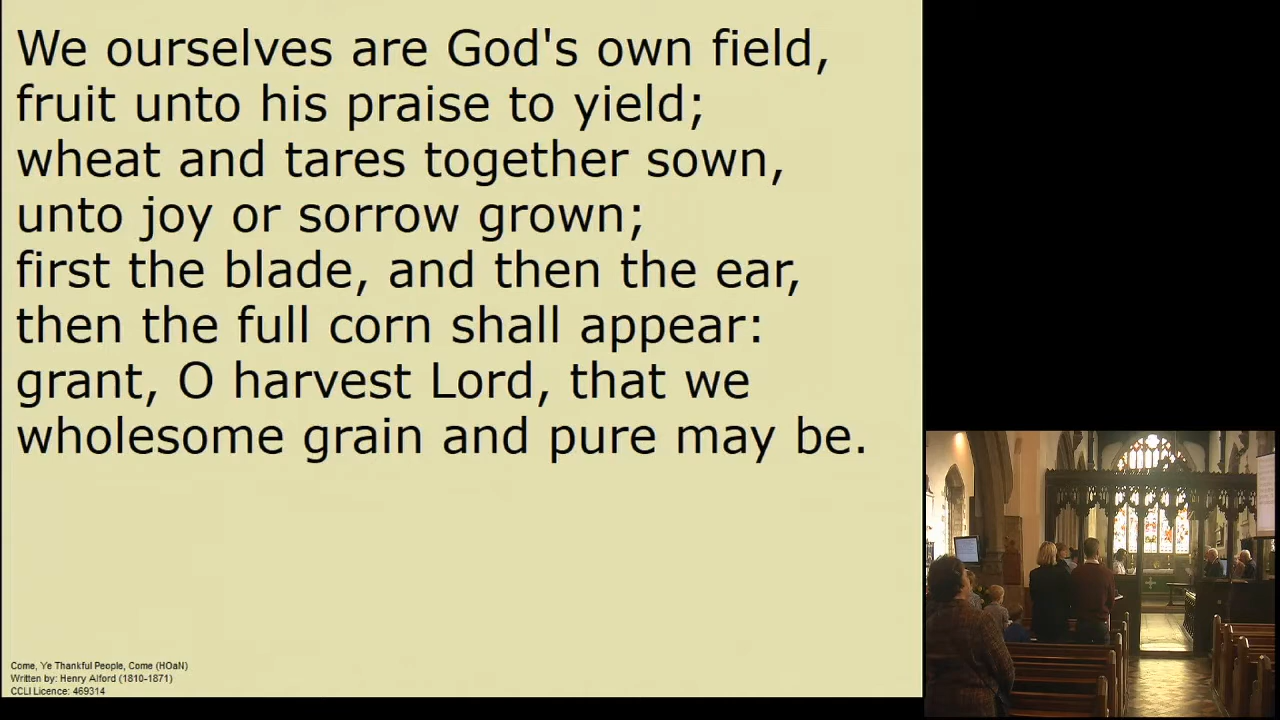 We ourselves are God's own field,
fruit unto his praise to yield;
wheat and tares together sown,
unto joy or sorrow grown;
first the blade, and then the ear,
then the full corn shall appear:
grant, O harvest Lord, that we
wholesome grain and pure may be.
Come, Ye Thankful People, Come (HOaN)
Written by: Henry Alford (1810-1871)
CCLI Licence: 469314